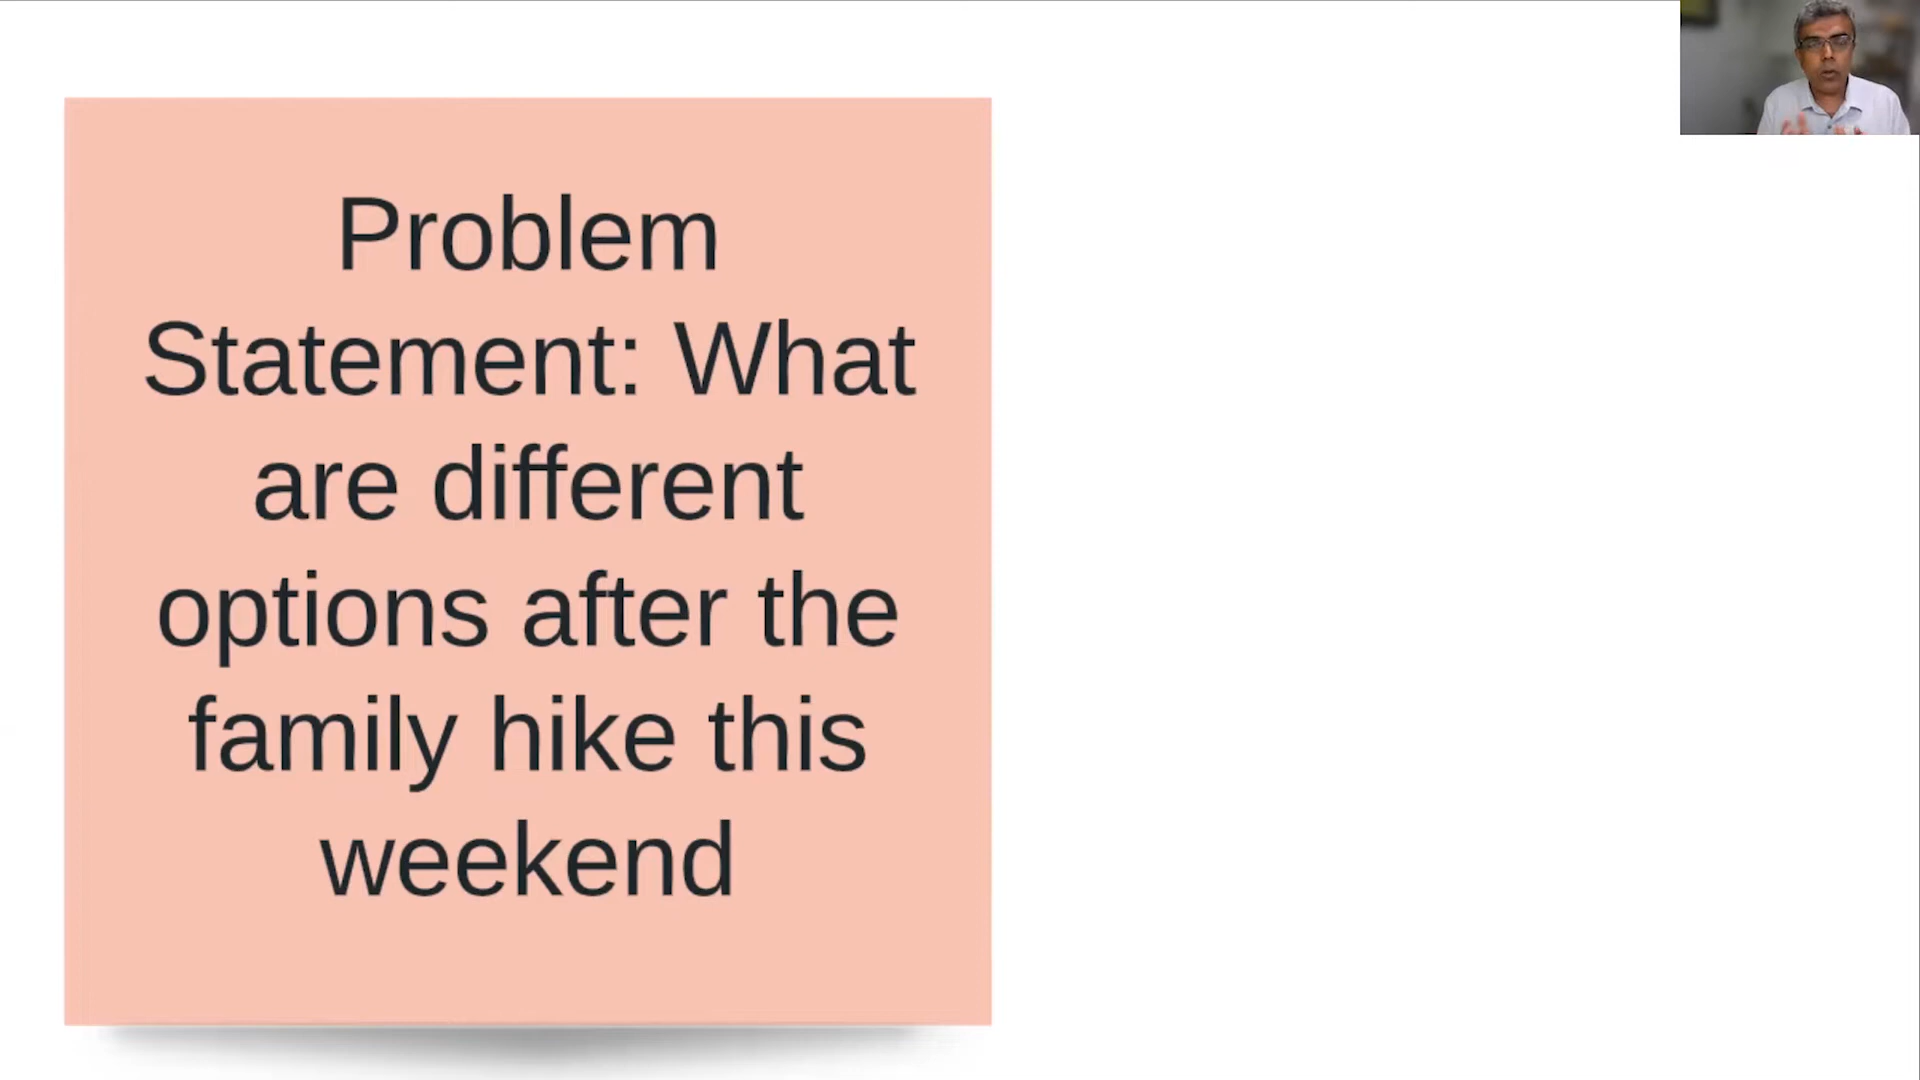 Problem
Statement: What
are different
options after the
family hike this
weekend